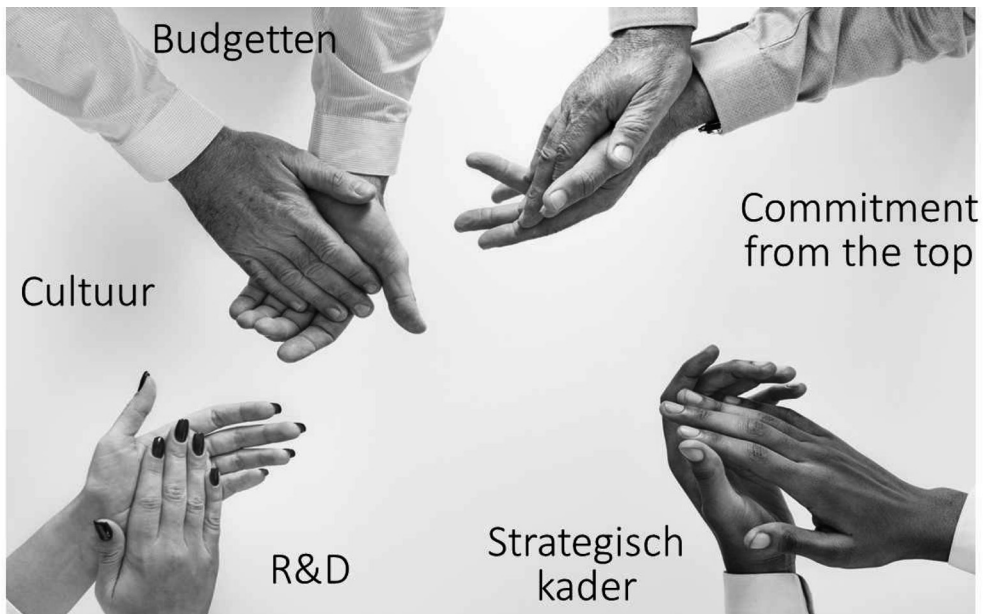 Budgetten
Commitment
from the top
Cultuur
Strategisch
kader
R&D